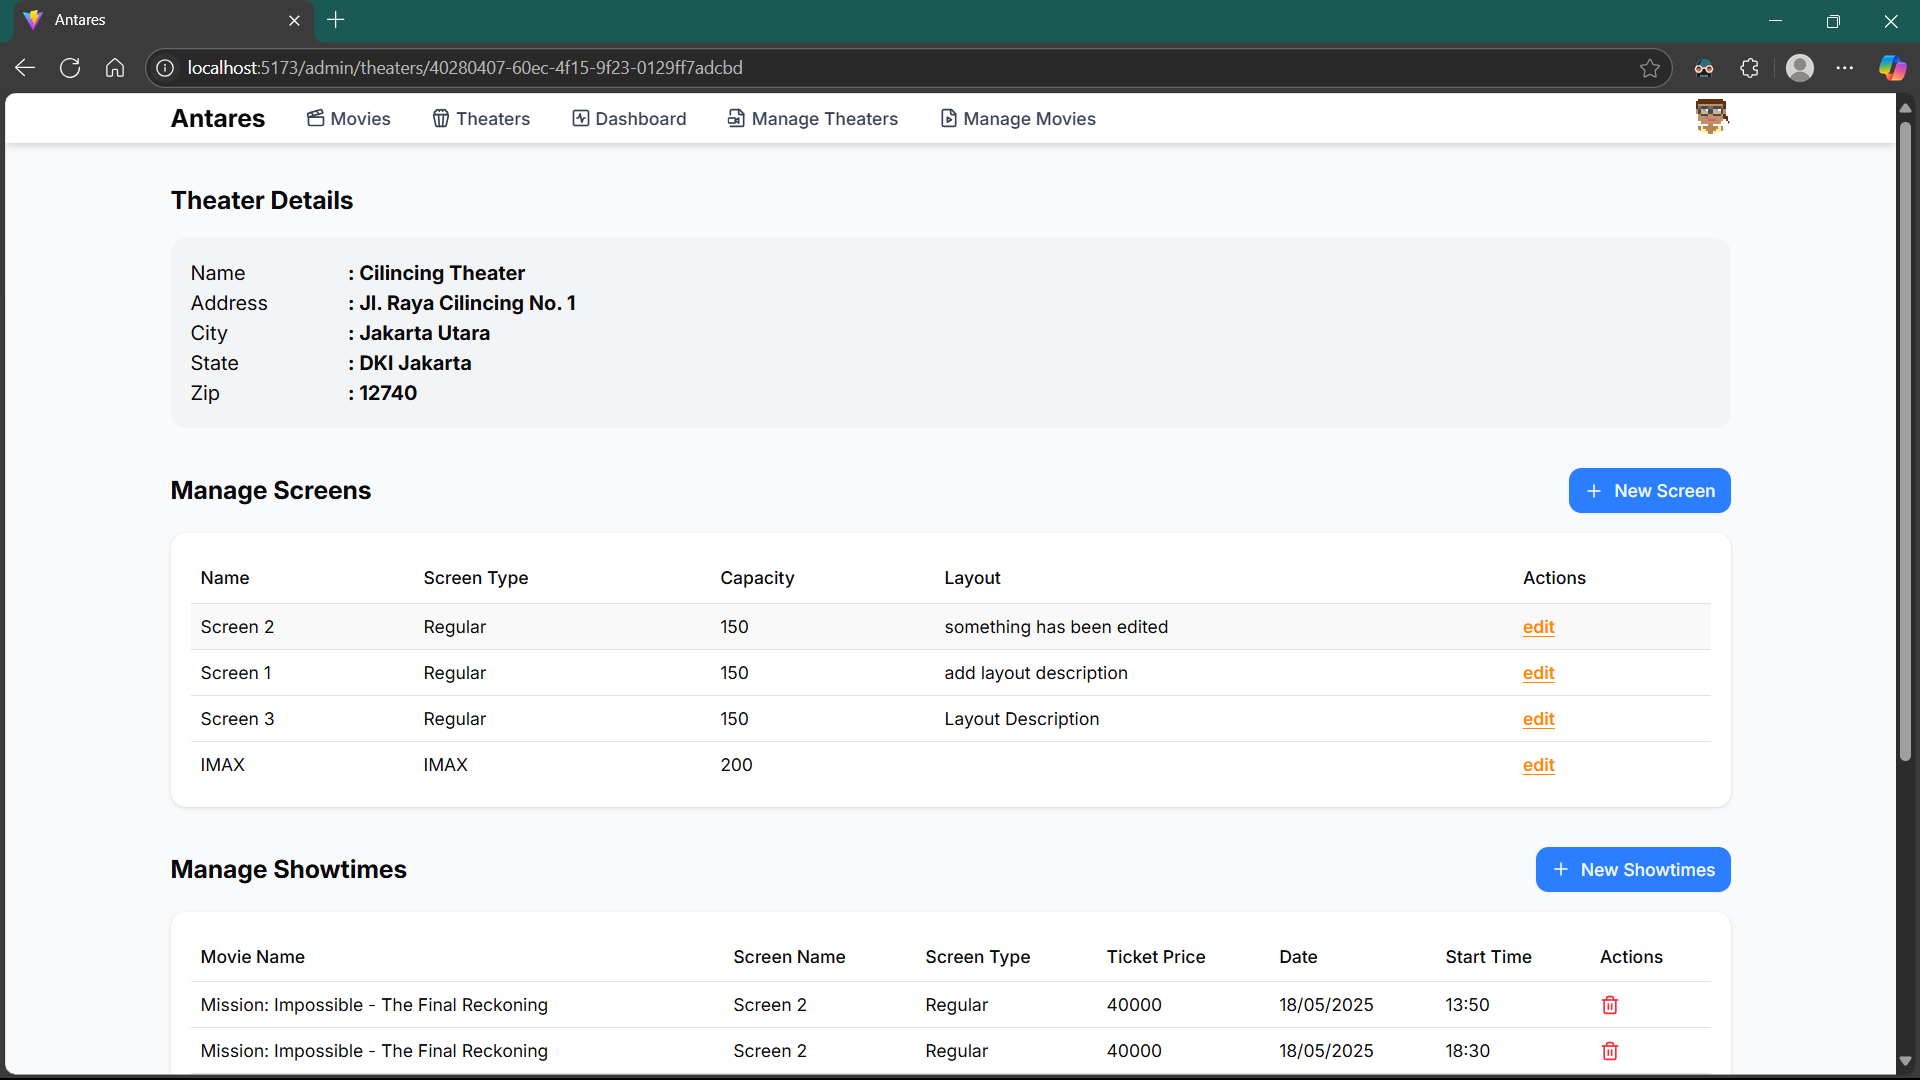 Antares
localhost:5173/admin/theaters/40280407-60ec-4f15-9f23-0129ff7adcbd
Antares Movies Theaters Dashboard Manage Theaters Manage Movies
Theater Details
Name : Cilincing Theater
Address : Jl. Raya Cilincing No. 1
City : Jakarta Utara
State : DKI Jakarta
Zip : 12740
Manage Screens + New Screen
Name Screen Type Capacity Layout Actions
Screen 2 Regular 150 something has been edited edit
Screen 1 Regular 150 add layout description edit
Screen 3 Regular 150 Layout Description edit
IMAX IMAX 200 edit
Manage Showtimes + New Showtimes
Movie Name Screen Name Screen Type Ticket Price Date Start Time Actions
Mission: Impossible - The Final Reckoning Screen 2 Regular 40000 18/05/2025 13:50
Mission: Impossible - The Final Reckoning Screen 2 Regular 40000 18/05/2025 18:30